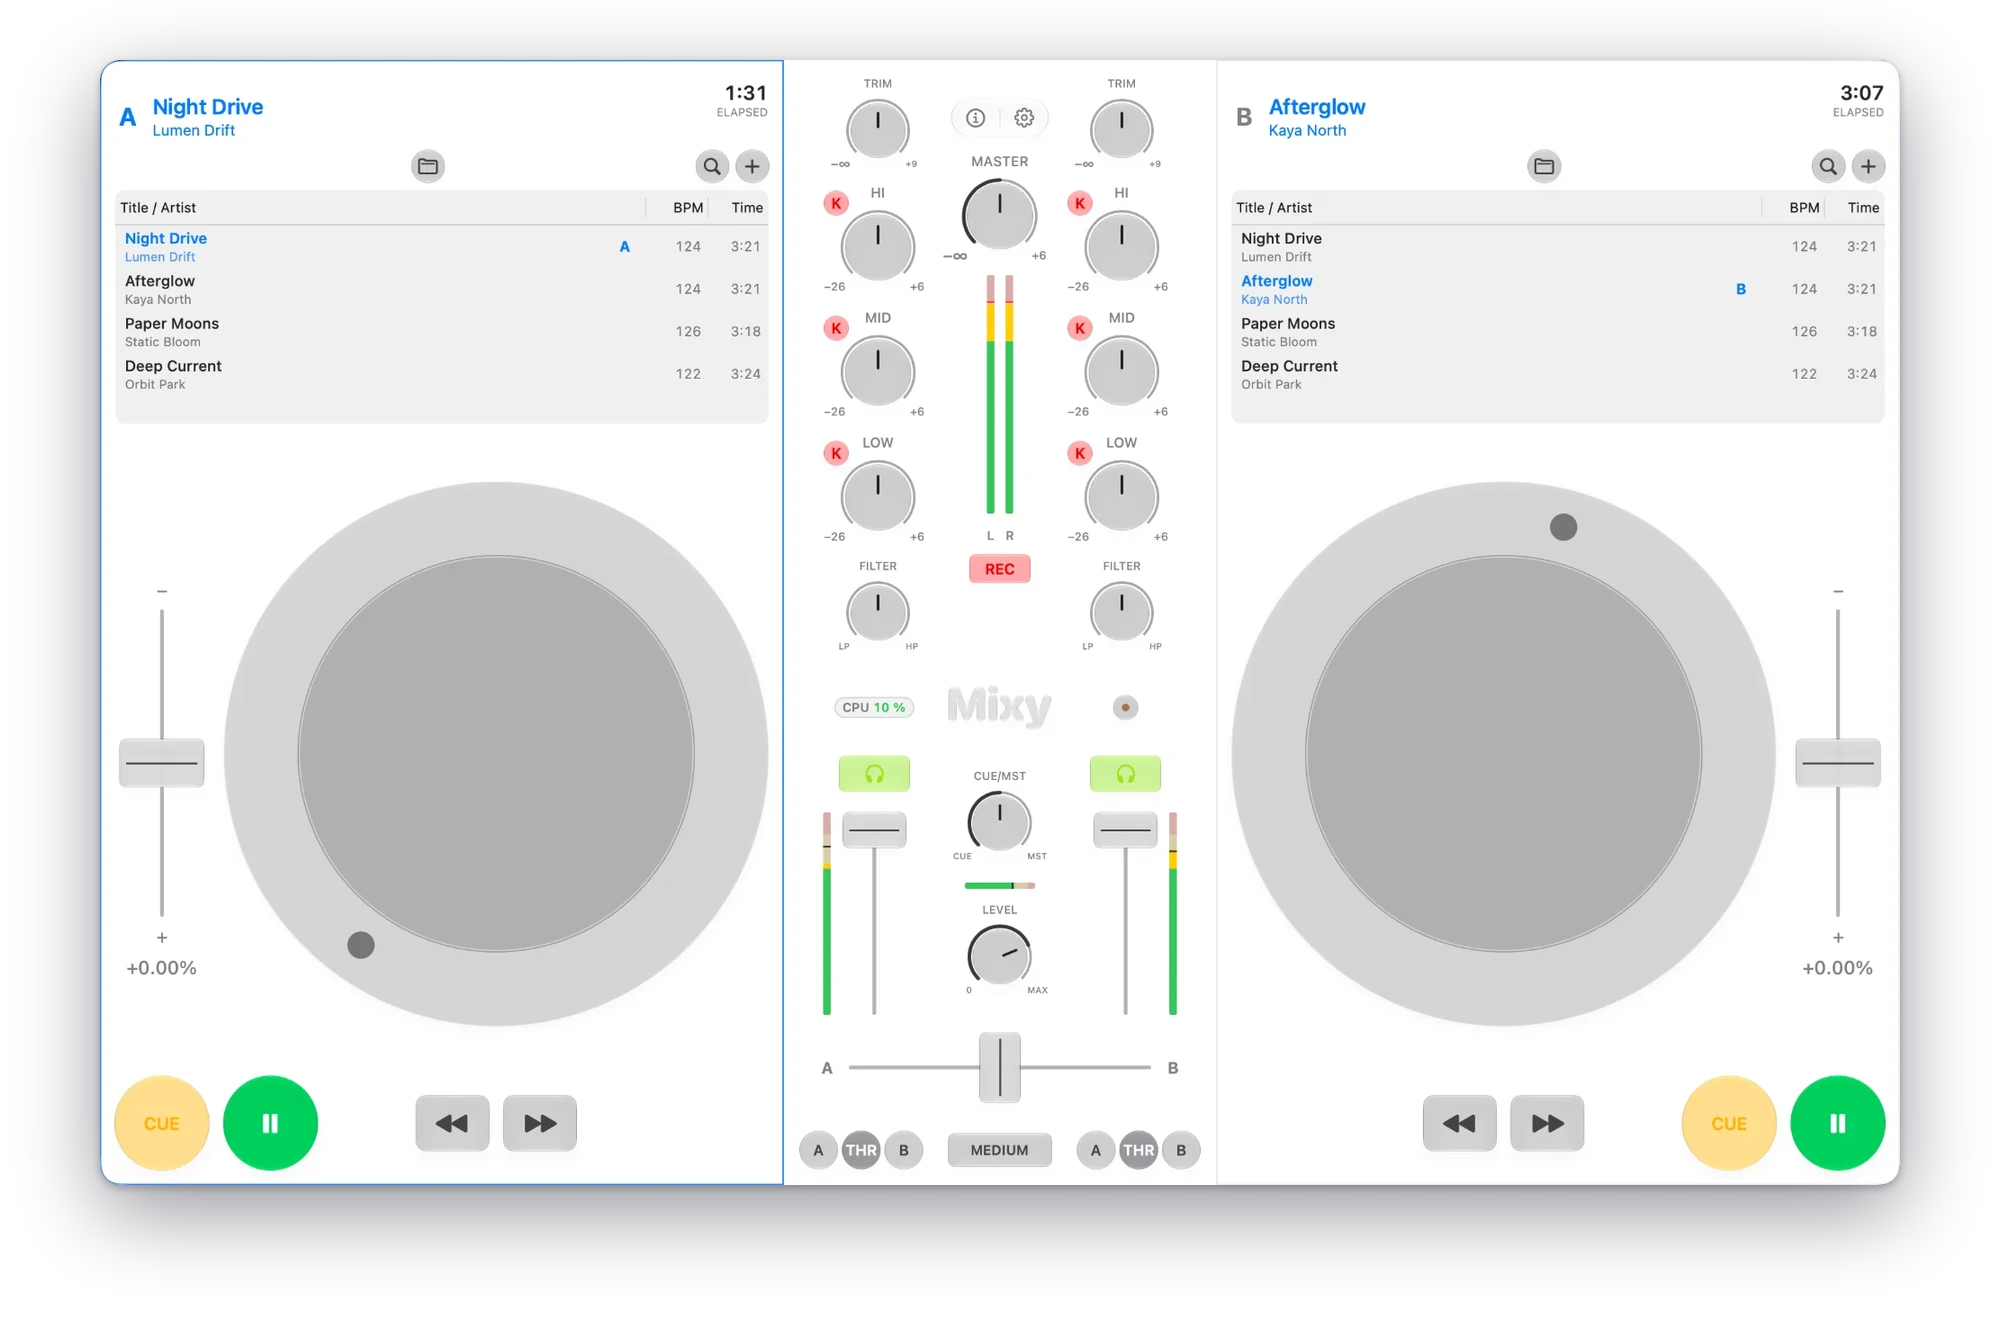 A
Night Drive
Lumen Drift
1:31
ELAPSED
Title / Artist BPM Time
Night Drive
Lumen Drift
A 124 3:21
Afterglow
Kaya North
124 3:21
Paper Moons
Static Bloom
126 3:18
Deep Current
Orbit Park
122 3:24
−
+
+0.00%
CUE
TRIM
−∞ +9
K HI
−26 +6
K MID
−26 +6
K LOW
−26 +6
FILTER
LP HP
MASTER
−∞ +6
L R
REC
TRIM
−∞ +9
K HI
−26 +6
K MID
−26 +6
K LOW
−26 +6
FILTER
LP HP
CPU 10 %
Mixy
CUE/MST
CUE MST
LEVEL
0 MAX
A B
A THR B
MEDIUM
A THR B
B
Afterglow
Kaya North
3:07
ELAPSED
Title / Artist BPM Time
Night Drive
Lumen Drift
124 3:21
Afterglow
Kaya North
B 124 3:21
Paper Moons
Static Bloom
126 3:18
Deep Current
Orbit Park
122 3:24
−
+
+0.00%
CUE